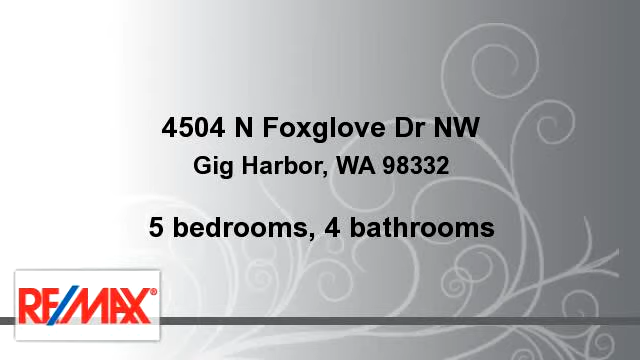 4504 N Foxglove Dr NW
Gig Harbor, WA 98332
5 bedrooms, 4 bathrooms
RE/MAX®